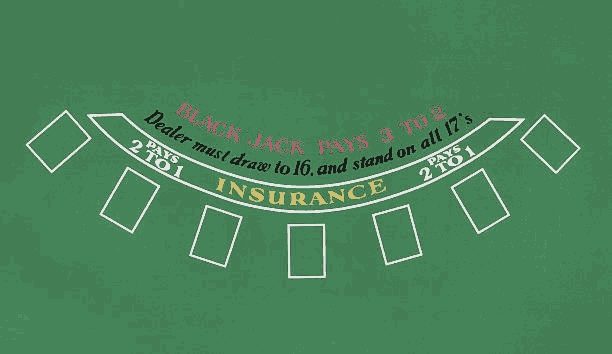 BLACK JACK PAYS 3 TO 2
Dealer must draw to 16, and stand on all 17's
PAYS
2 TO 1
INSURANCE
PAYS
2 TO 1